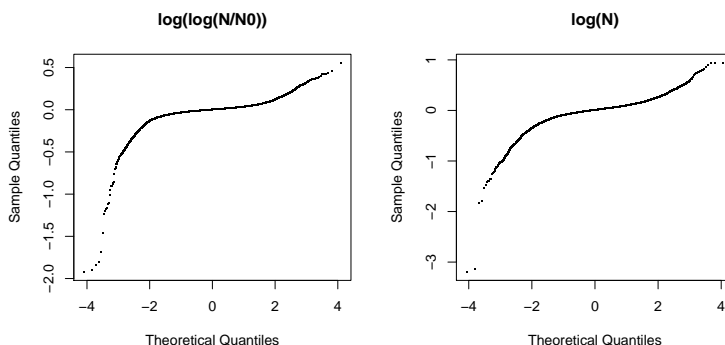 log(log(N/N0))
Sample Quantiles
0.5
0.0
−0.5
−1.0
−1.5
−2.0
−4 −2 0 2 4
Theoretical Quantiles
log(N)
Sample Quantiles
1
0
−1
−2
−3
−4 −2 0 2 4
Theoretical Quantiles